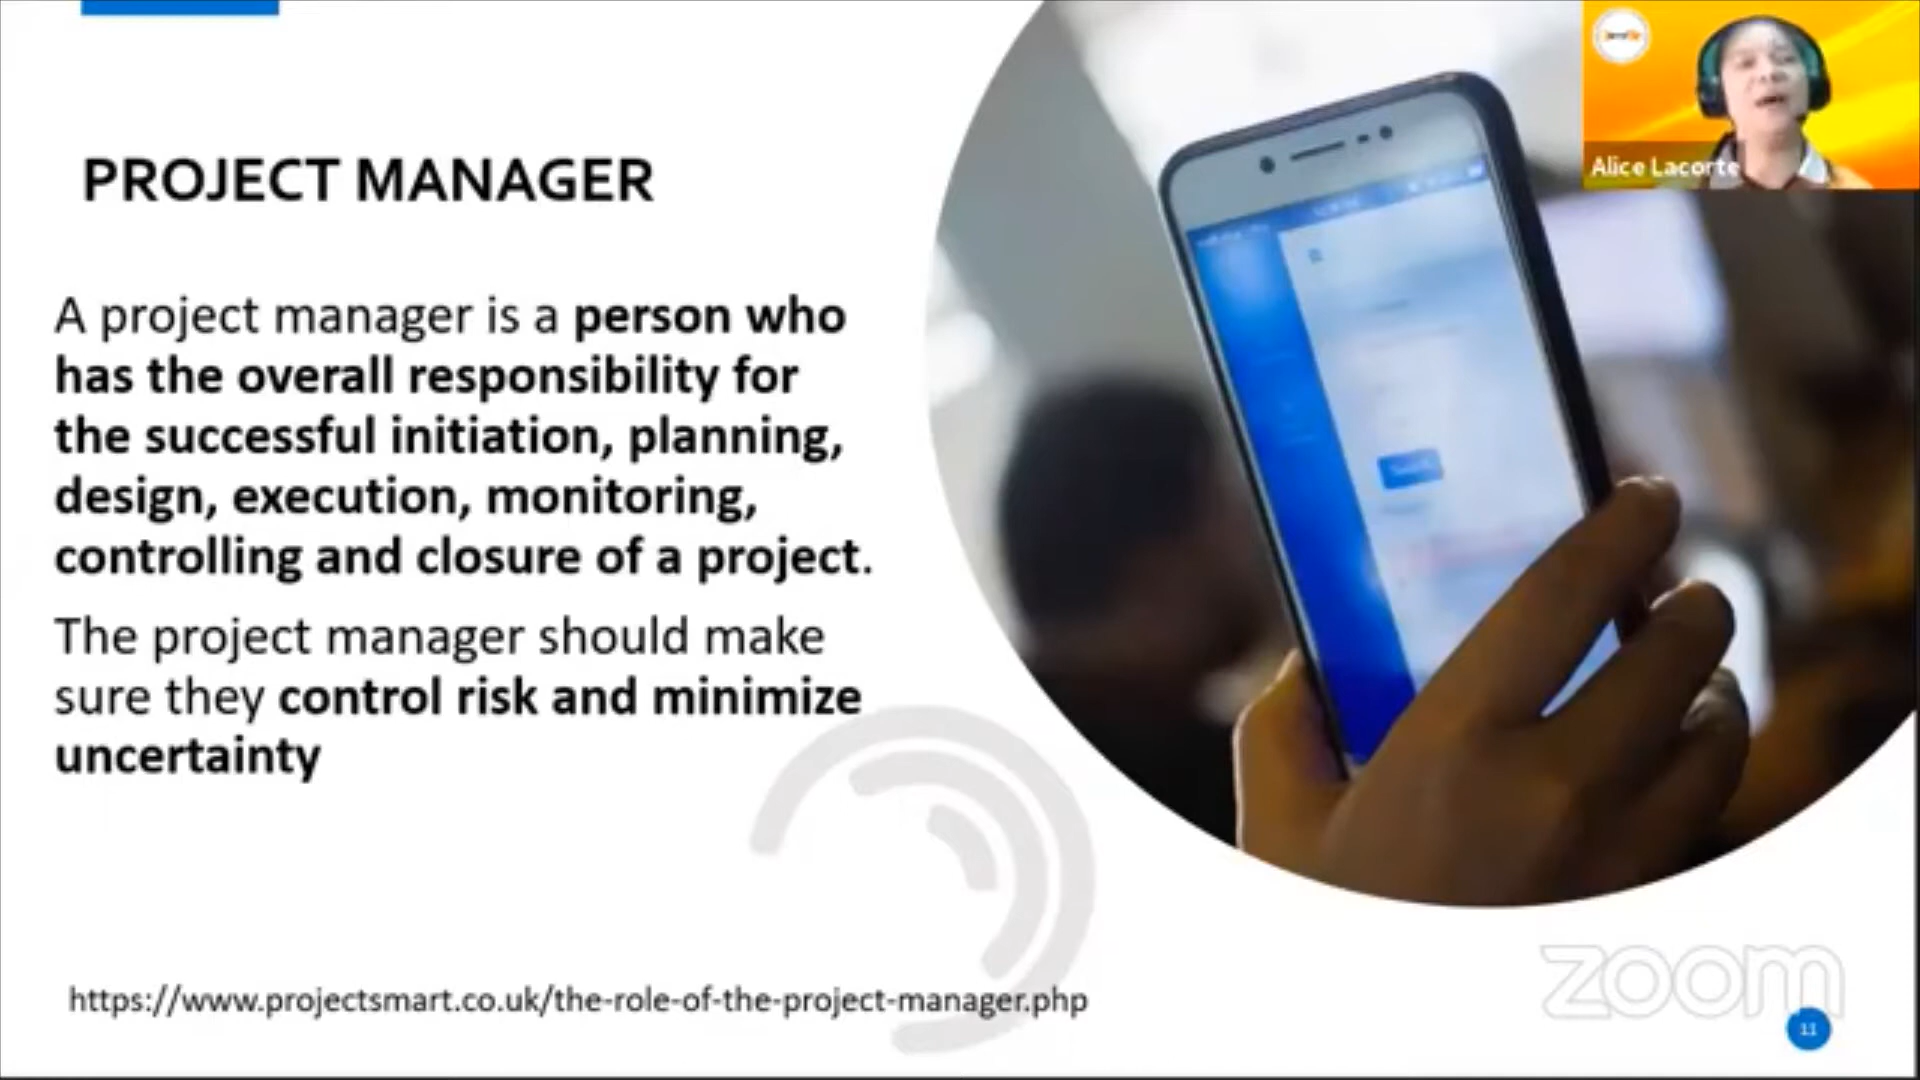 PROJECT MANAGER
A project manager is a person who
has the overall responsibility for
the successful initiation, planning,
design, execution, monitoring,
controlling and closure of a project.
The project manager should make
sure they control risk and minimize
uncertainty
https://www.projectsmart.co.uk/the-role-of-the-project-manager.php
Alice Lacorte
zoom
11